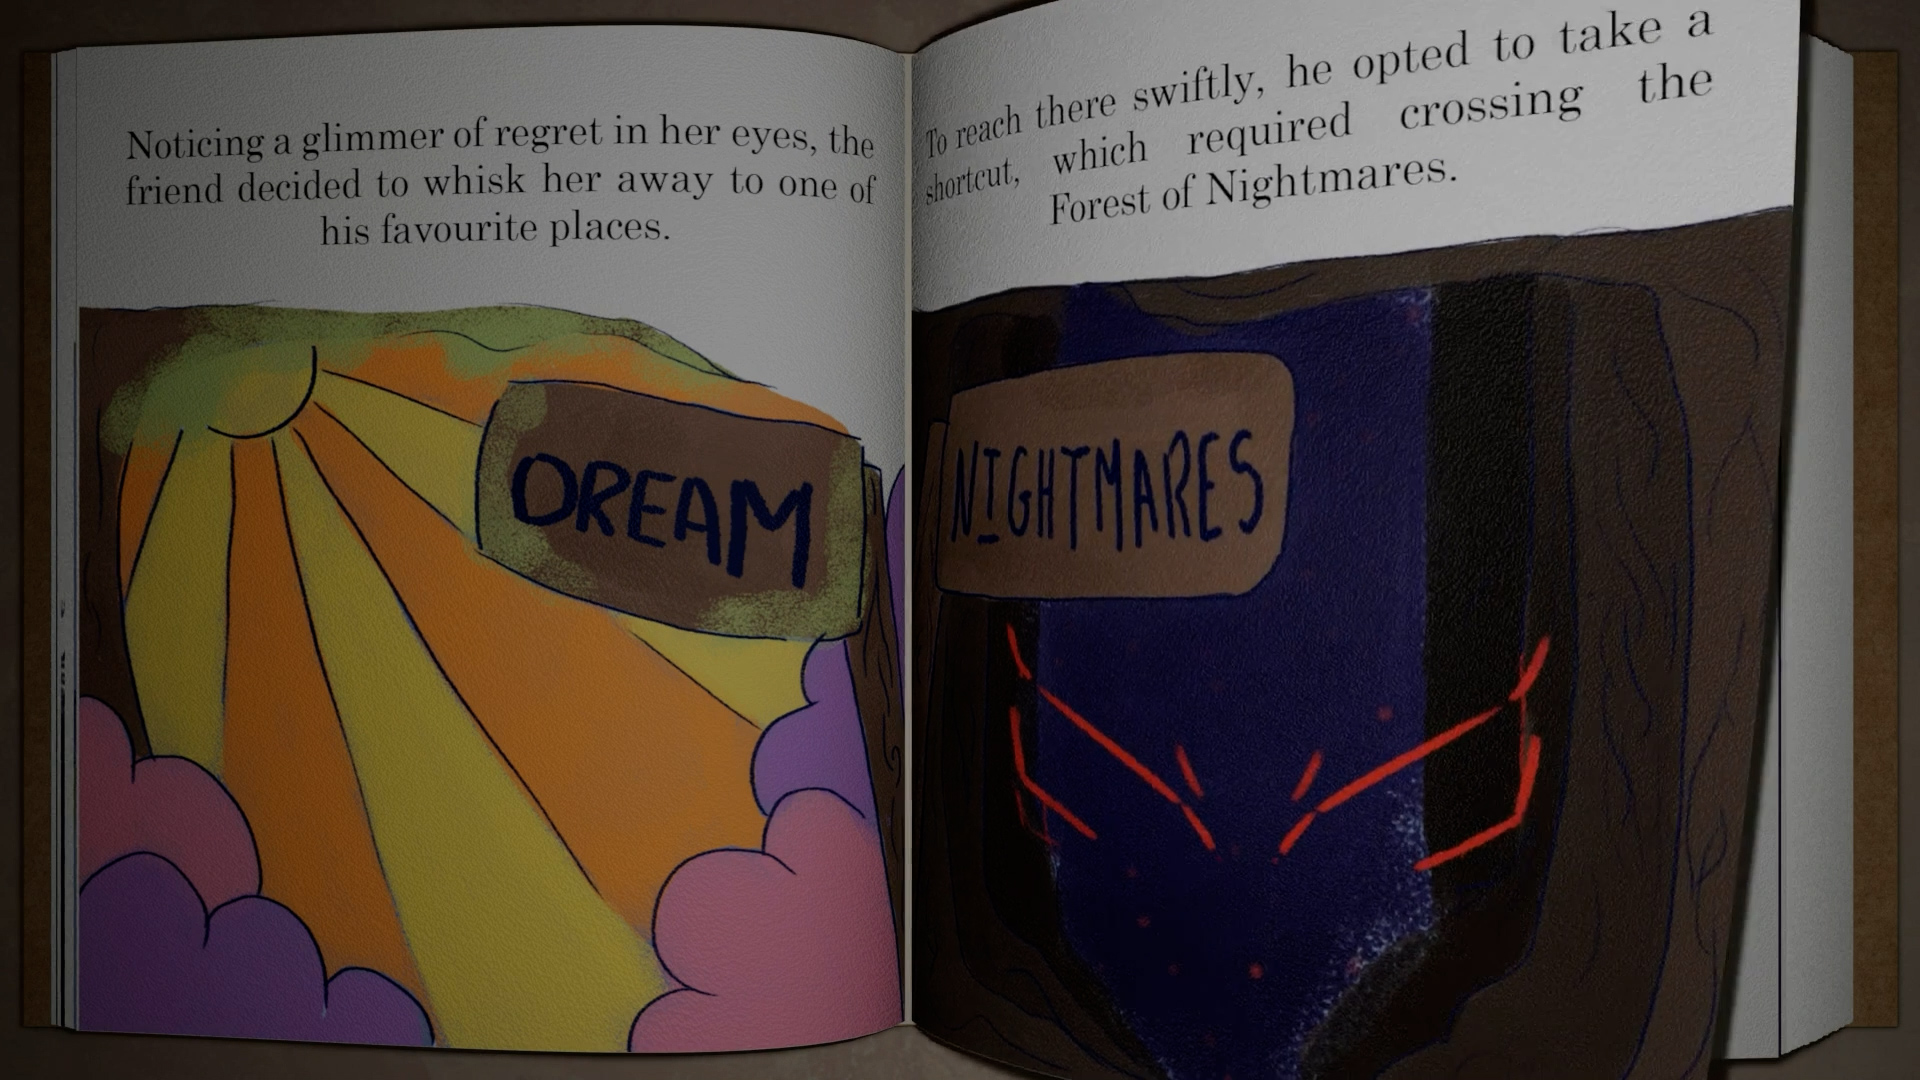 Noticing a glimmer of regret in her eyes, the
friend decided to whisk her away to one of
his favourite places.
DREAM
To reach there swiftly, he opted to take a
shortcut, which required crossing the
Forest of Nightmares.
NIGHTMARES